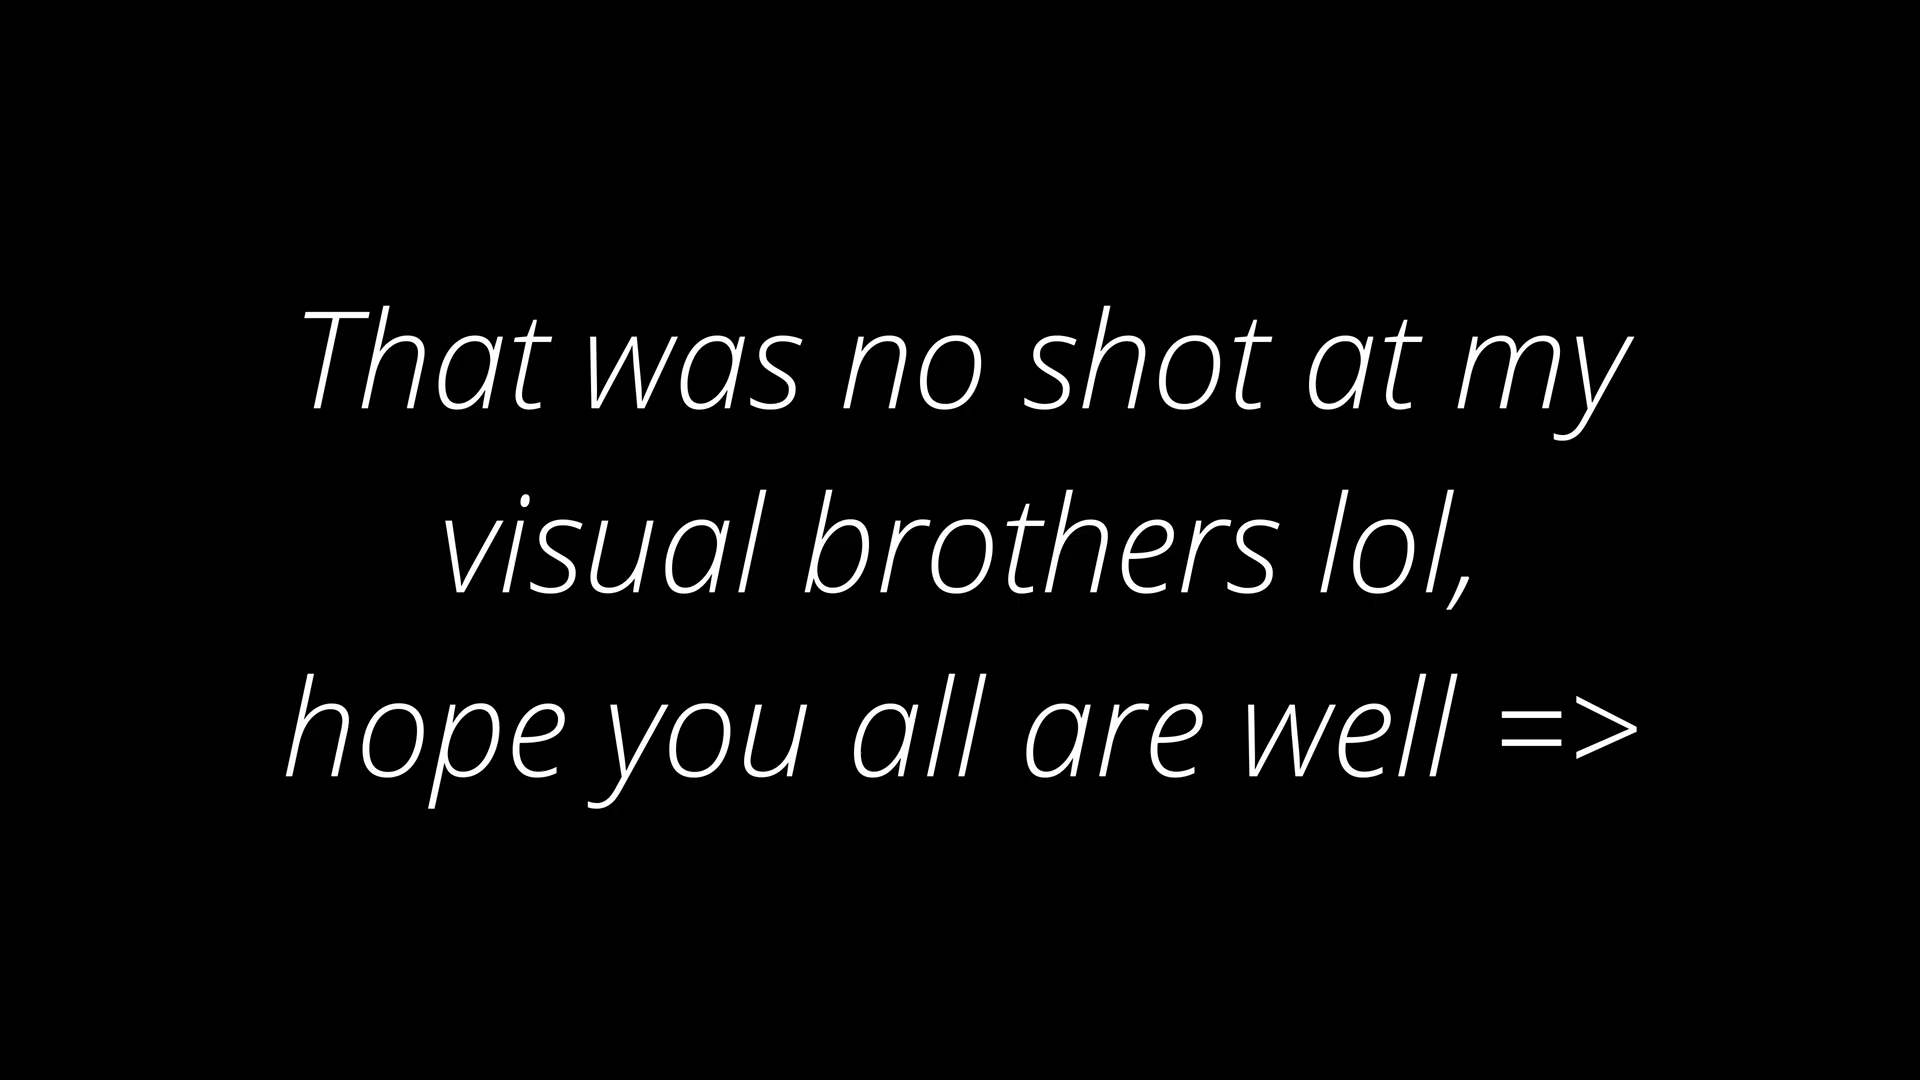 That was no shot at my
visual brothers lol,
hope you all are well =>